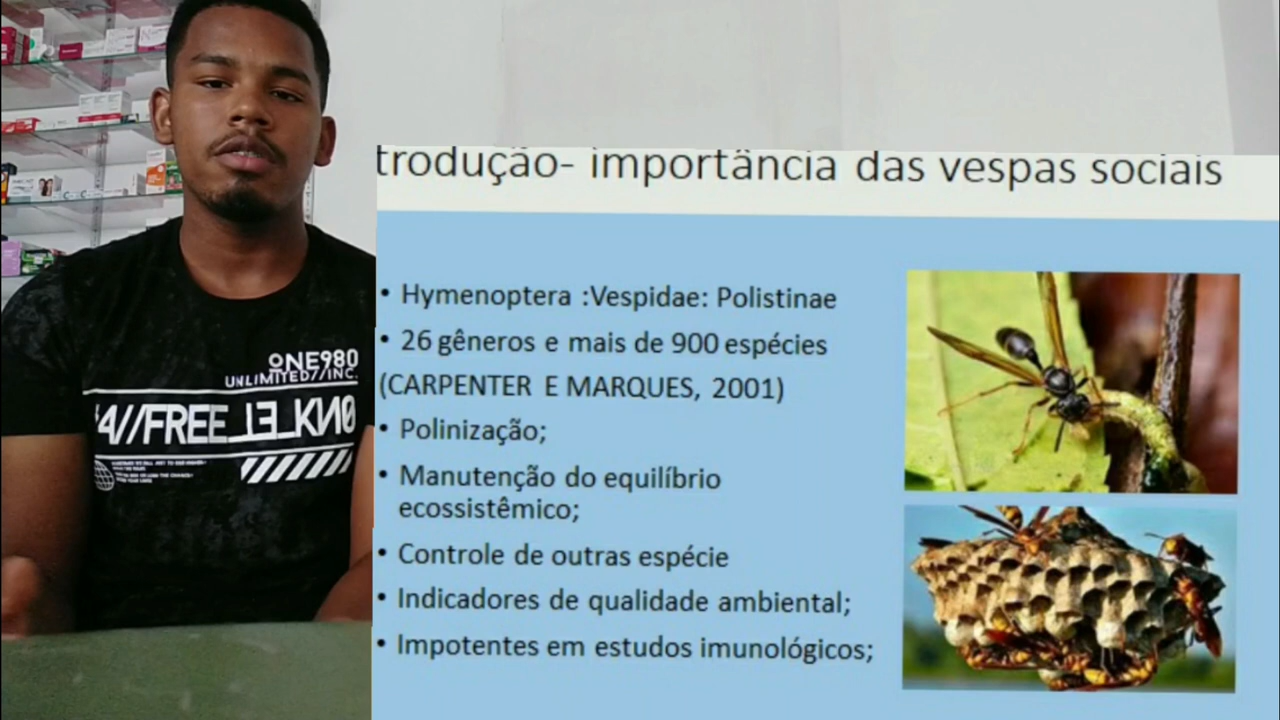 trodução- importância das vespas sociais
• Hymenoptera :Vespidae: Polistinae
• 26 gêneros e mais de 900 espécies
(CARPENTER E MARQUES, 2001)
• Polinização;
• Manutenção do equilíbrio
ecossistêmico;
• Controle de outras espécie
• Indicadores de qualidade ambiental;
• Impotentes em estudos imunológicos;
ONE980
UNLIMITED//INC.